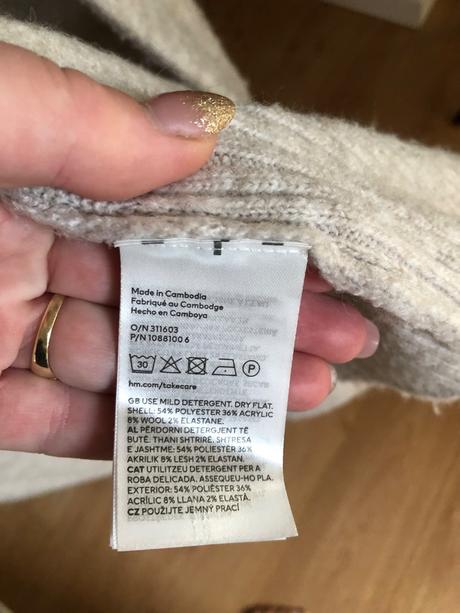 Made in Cambodia
Fabriqué au Cambodge
Hecho en Camboya
O/N 311603
P/N 1088100 6
30
hm.com/takecare
GB USE MILD DETERGENT. DRY FLAT.
SHELL: 54% POLYESTER 36% ACRYLIC
8% WOOL 2% ELASTANE.
AL PËRDORNI DETERGJENT TË
BUTË. THANI SHTRIRË. SHTRESA
E JASHTME: 54% POLIESTËR 36%
AKRILIK 8% LESH 2% ELASTAN.
CAT UTILITZEU DETERGENT PER A
ROBA DELICADA. ASSEQUEU-HO PLA.
EXTERIOR: 54% POLIÈSTER 36%
ACRÍLIC 8% LLANA 2% ELASTÀ.
CZ POUŽIJTE JEMNÝ PRACÍ